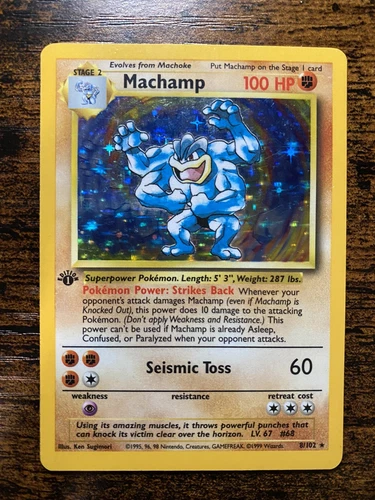 Evolves from Machoke
Put Machamp on the Stage 1 card
STAGE 2
Machamp
100 HP
EDITION
1
Superpower Pokémon. Length: 5' 3", Weight: 287 lbs.
Pokémon Power: Strikes Back Whenever your
opponent's attack damages Machamp (even if Machamp is
Knocked Out), this power does 10 damage to the attacking
Pokémon. (Don't apply Weakness and Resistance.) This
power can't be used if Machamp is already Asleep,
Confused, or Paralyzed when your opponent attacks.
Seismic Toss 60
weakness resistance retreat cost
Using its amazing muscles, it throws powerful punches that
can knock its victim clear over the horizon. LV. 67 #68
Illus. Ken Sugimori
©1995, 96, 98 Nintendo, Creatures, GAMEFREAK. ©1999 Wizards.
8/102